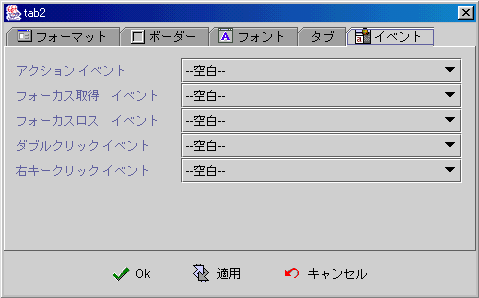 tab2
フォーマット ボーダー A フォント タブ a イベント
アクション イベント --空白--
フォーカス取得 イベント --空白--
フォーカスロス イベント --空白--
ダブルクリックイベント --空白--
右キークリックイベント --空白--
Ok 適用 キャンセル